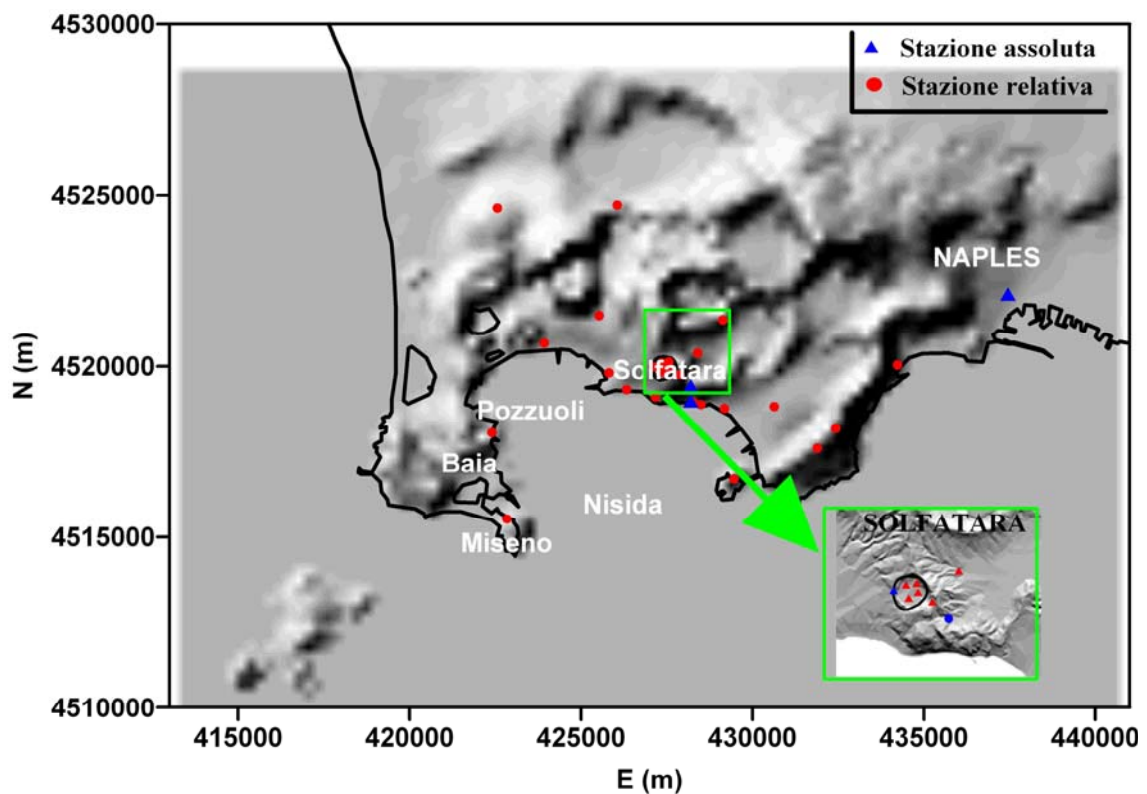 4530000
Stazione assoluta
Stazione relativa
4525000
NAPLES
4520000
Solfatara
Pozzuoli
Baia
Nisida
4515000
Miseno
SOLFATARA
4510000
415000 420000 425000 430000 435000 440000
N (m)
E (m)